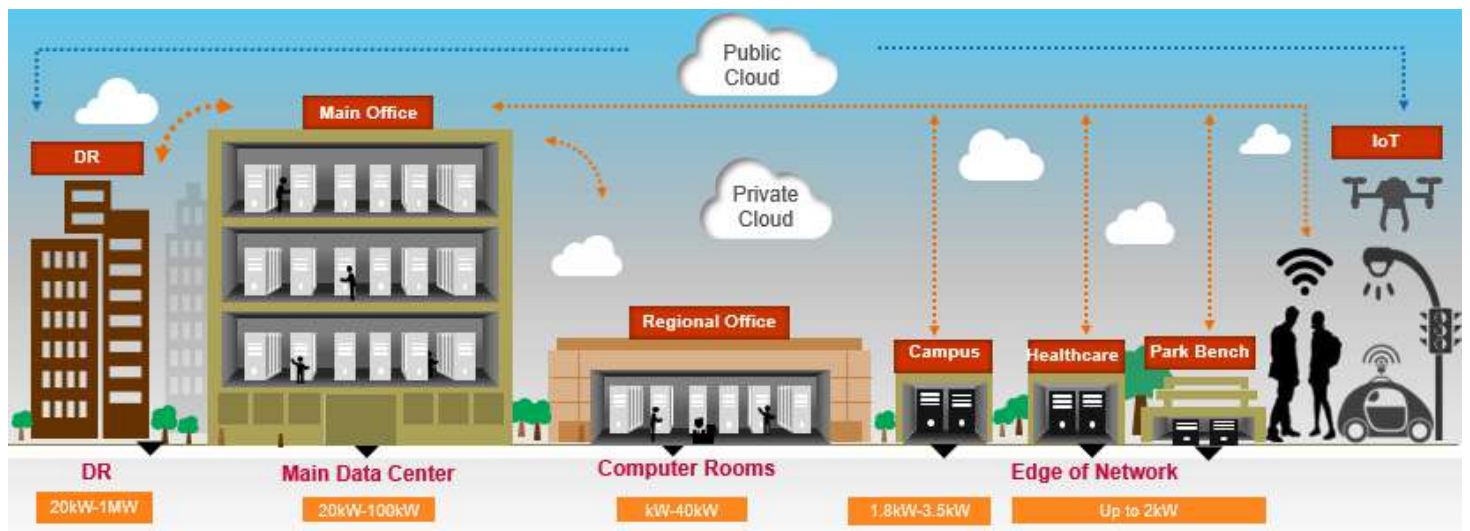 Public
Cloud
Main Office
DR
IoT
Private
Cloud
Regional Office
Campus
Healthcare
Park Bench
DR
Main Data Center
Computer Rooms
Edge of Network
20kW-1MW
20kW-100kW
kW-40kW
1.8kW-3.5kW
Up to 2kW